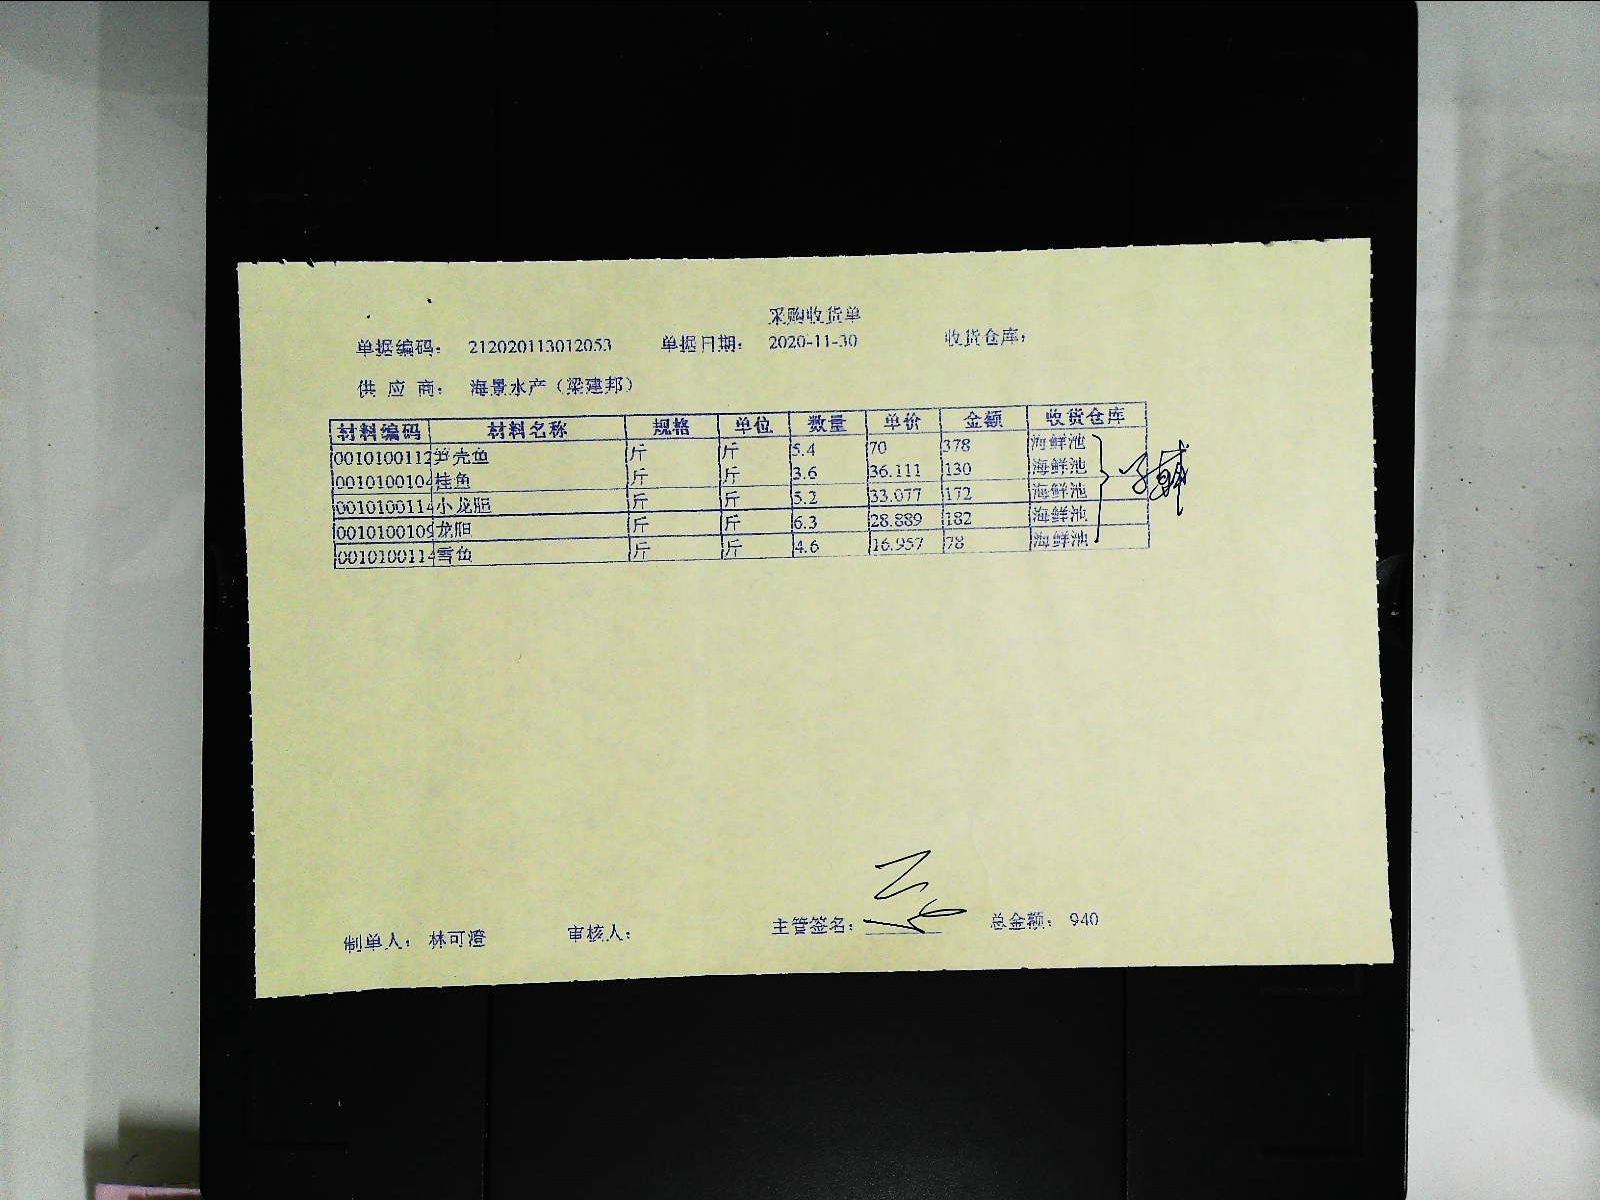 采购收货单
单据编码： 212020113012053 单据日期： 2020-11-30 收货仓库：
供 应 商： 海景水产（梁建邦）
材料编码 材料名称 规格 单位 数量 单价 金额 收货仓库
0010100112 笋壳鱼 斤 斤 5.4 70 378 海鲜池
0010100104 桂鱼 斤 斤 3.6 36.111 130 海鲜池
0010100114 小龙胆 斤 斤 5.2 33.077 172 海鲜池
0010100109 龙胆 斤 斤 6.3 28.889 182 海鲜池
0010100114 雪鱼 斤 斤 4.6 16.957 78 海鲜池
制单人： 林可澄 审核人： 主管签名： 总金额： 940